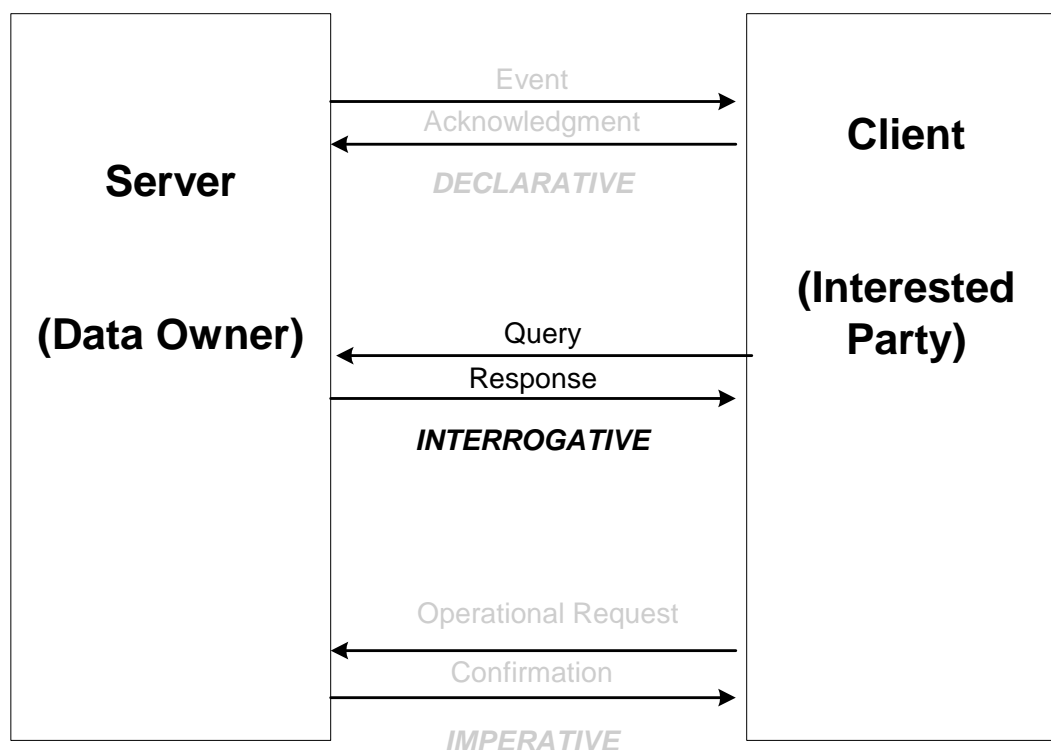 Server
(Data Owner)
Event
Acknowledgment
DECLARATIVE
Query
Response
INTERROGATIVE
Operational Request
Confirmation
IMPERATIVE
Client
(Interested
Party)